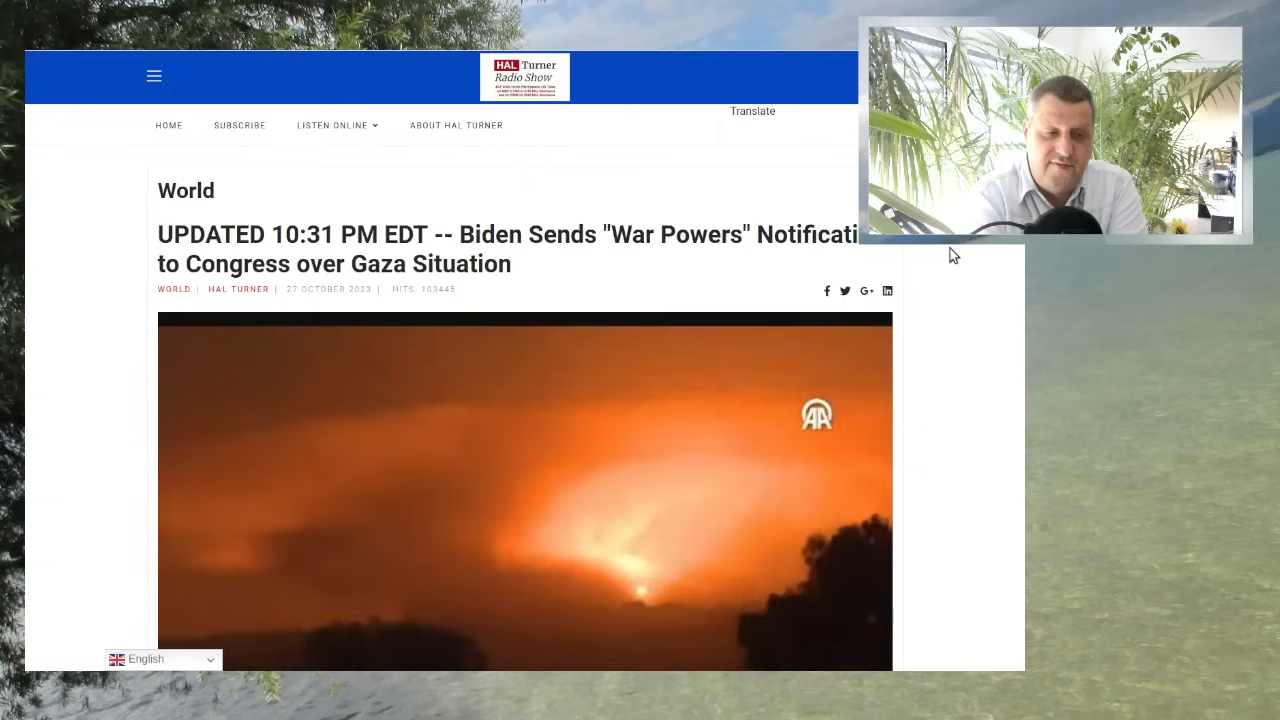 HAL Turner
Radio Show
Translate
HOME
SUBSCRIBE
LISTEN ONLINE
ABOUT HAL TURNER
World
UPDATED 10:31 PM EDT -- Biden Sends "War Powers" Notificati
to Congress over Gaza Situation
WORLD | HAL TURNER | 27 OCTOBER 2023 | HITS: 103445
AA
English